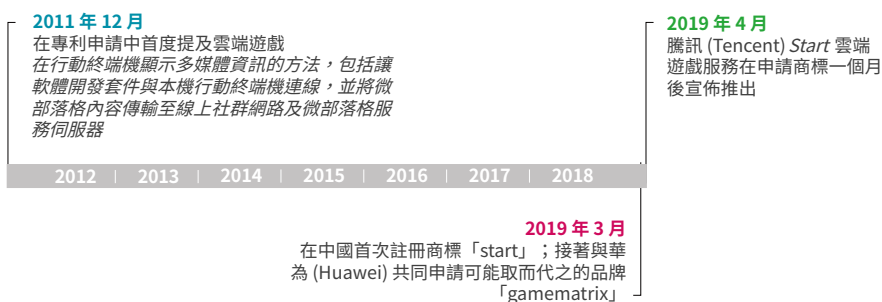 2011 年 12 月
在專利申請中首度提及雲端遊戲
在行動終端機顯示多媒體資訊的方法，包括讓
軟體開發套件與本機行動終端機連線，並將微
部落格內容傳輸至線上社群網路及微部落格服
務伺服器
2019 年 4 月
騰訊 (Tencent) Start 雲端
遊戲服務在申請商標一個月
後宣佈推出
2012 | 2013 | 2014 | 2015 | 2016 | 2017 | 2018
2019 年 3 月
在中國首次註冊商標「start」；接著與華
為 (Huawei) 共同申請可能取而代之的品牌
「gamematrix」